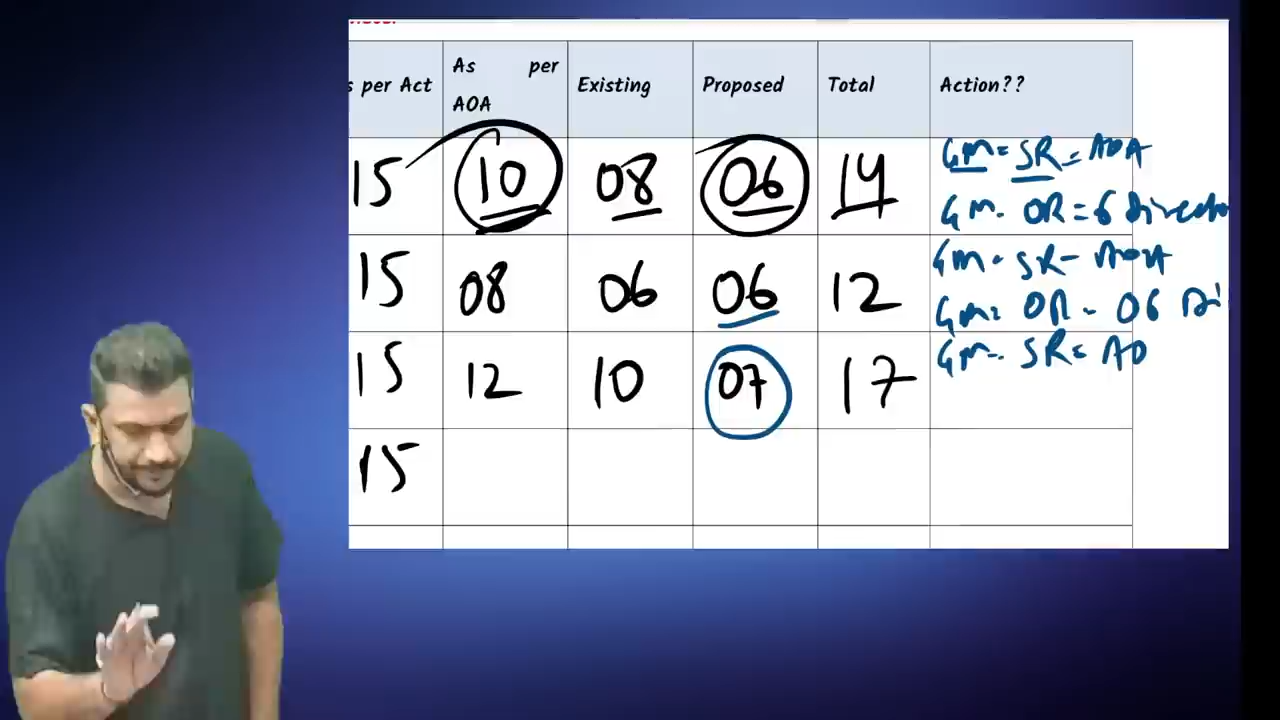 s per Act As per AOA Existing Proposed Total Action??
15 10 08 06 14
GM= SR=AOA
GM- OR=6 Directo
15 08 06 06 12
GM- SR- AOA
GM= OR- 06 Di
15 12 10 07 17
GM- SR= AO
15